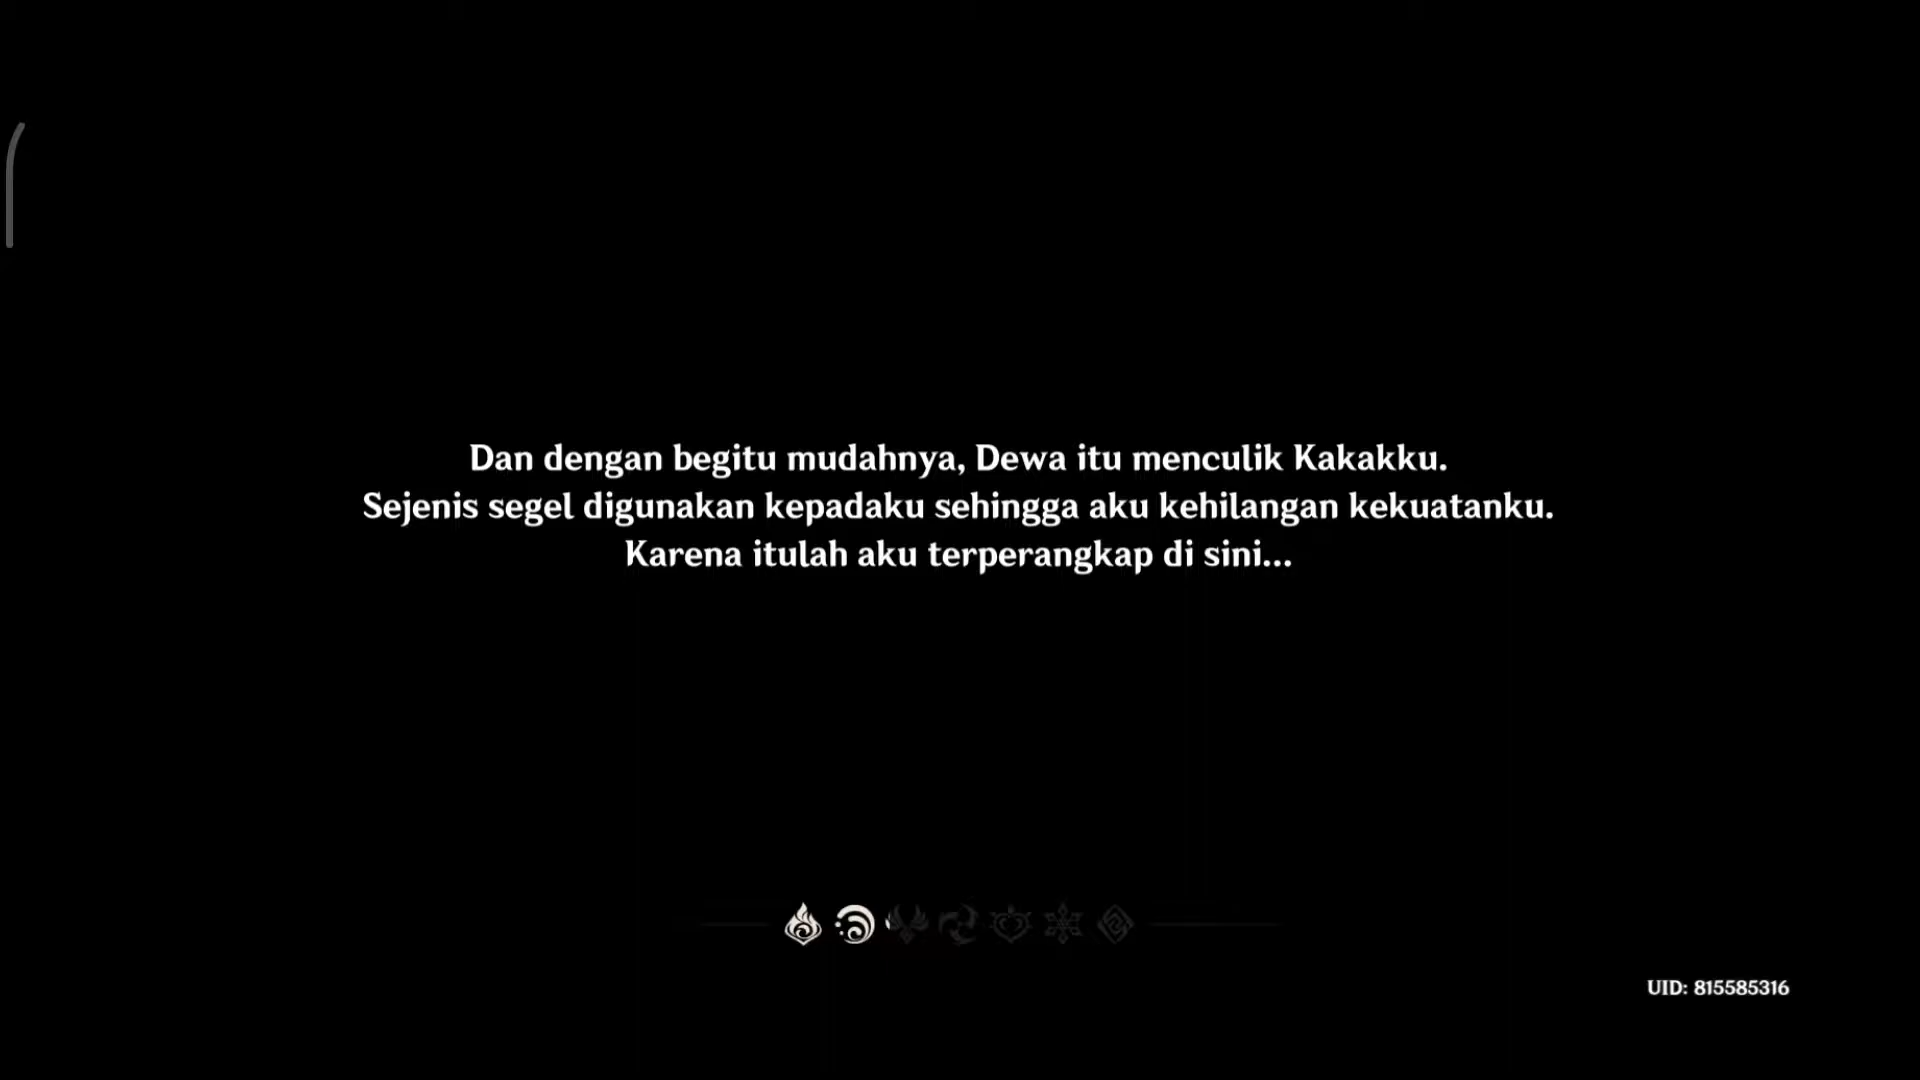 Dan dengan begitu mudahnya, Dewa itu menculik Kakakku.
Sejenis segel digunakan kepadaku sehingga aku kehilangan kekuatanku.
Karena itulah aku terperangkap di sini...
UID: 815585316